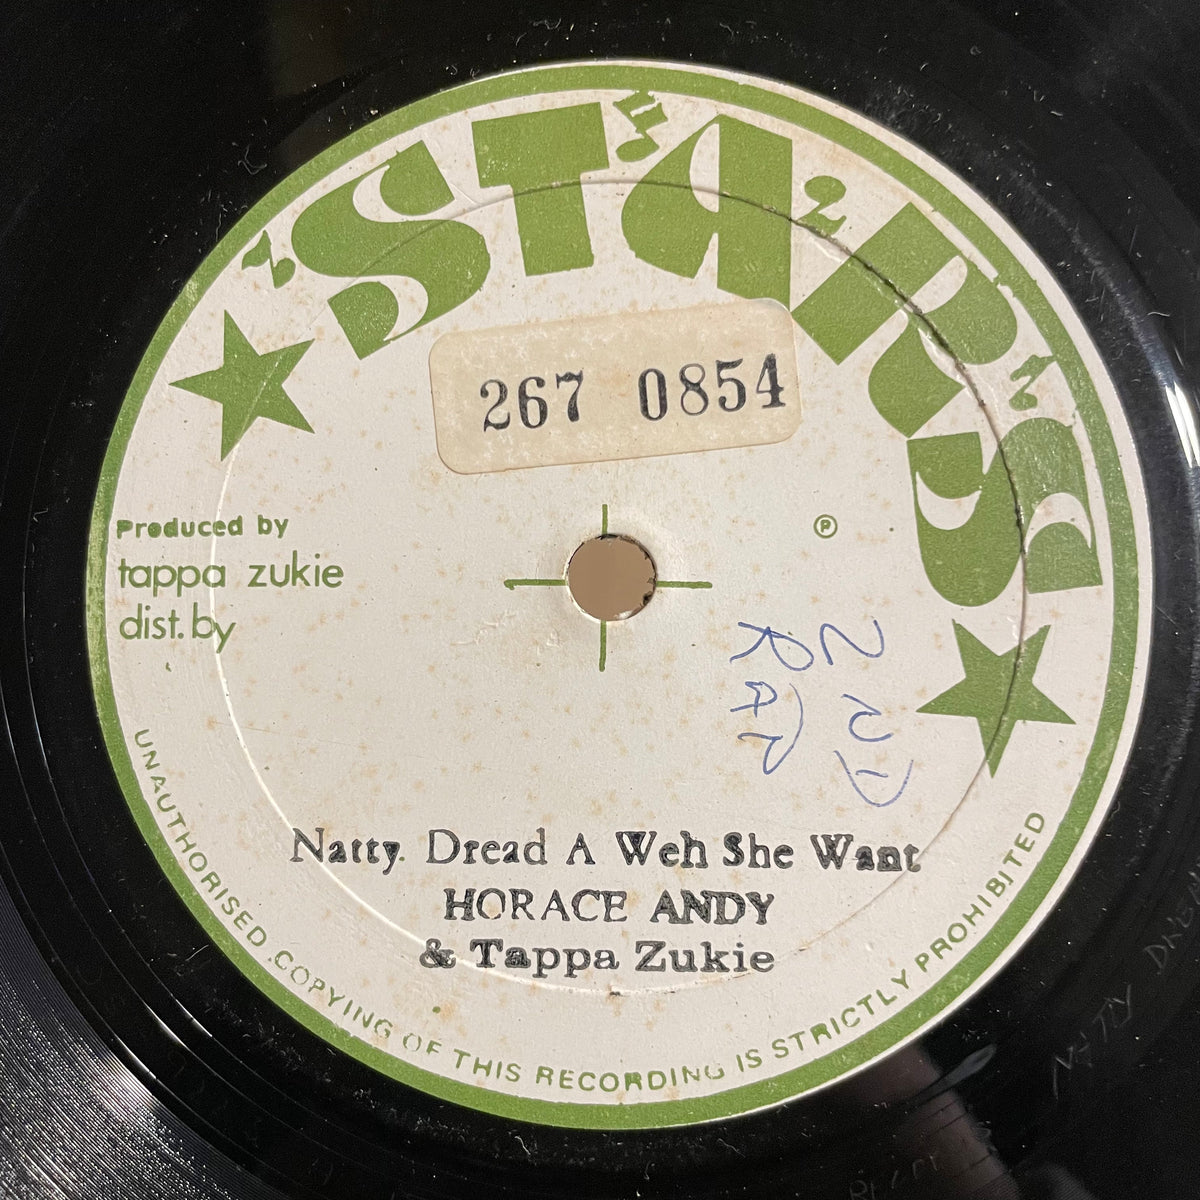 STARS
267 0854
Produced by
tappa zukie
dist. by
℗
Natty Dread A Weh She Want
HORACE ANDY
& Tappa Zukie
UNAUTHORISED COPYING OF THIS RECORDING IS STRICTLY PROHIBITED